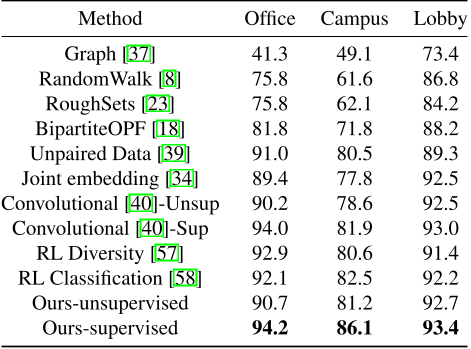 Method Office Campus Lobby
Graph [37] 41.3 49.1 73.4
RandomWalk [8] 75.8 61.6 86.8
RoughSets [23] 75.8 62.1 84.2
BipartiteOPF [18] 81.8 71.8 88.2
Unpaired Data [39] 91.0 80.5 89.3
Joint embedding [34] 89.4 77.8 92.5
Convolutional [40]-Unsup 90.2 78.6 92.5
Convolutional [40]-Sup 94.0 81.9 93.0
RL Diversity [57] 92.9 80.6 91.4
RL Classification [58] 92.1 82.5 92.2
Ours-unsupervised 90.7 81.2 92.7
Ours-supervised 94.2 86.1 93.4